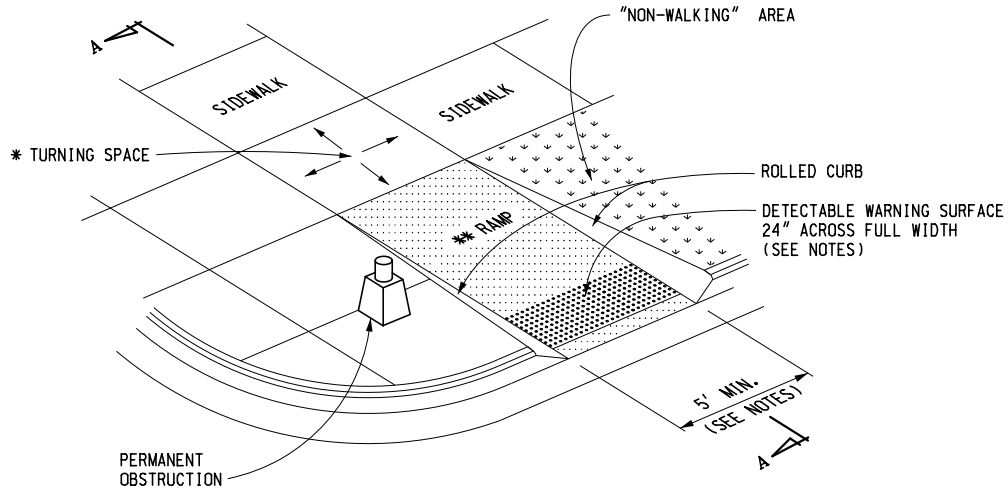 "NON-WALKING" AREA
A
SIDEWALK
SIDEWALK
* TURNING SPACE
ROLLED CURB
** RAMP
DETECTABLE WARNING SURFACE
24" ACROSS FULL WIDTH
(SEE NOTES)
5' MIN.
(SEE NOTES)
A
PERMANENT
OBSTRUCTION